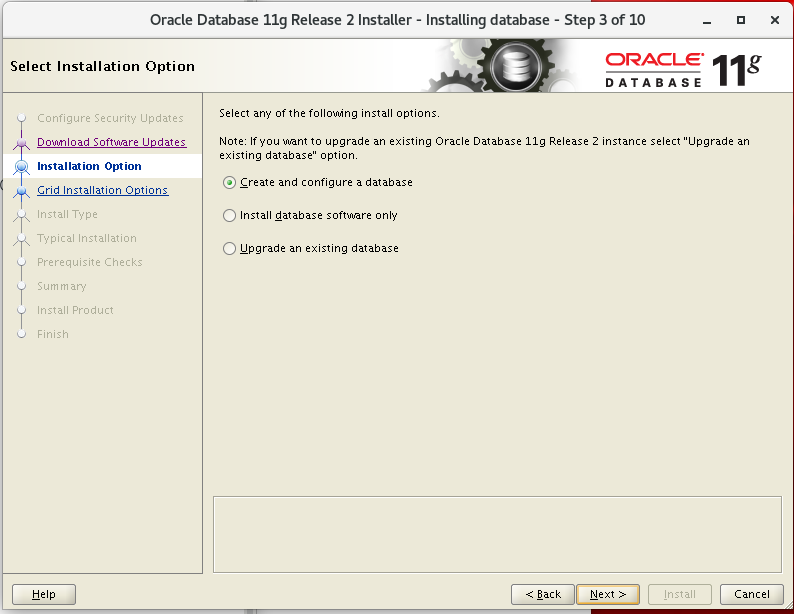 Oracle Database 11g Release 2 Installer - Installing database - Step 3 of 10
Select Installation Option
ORACLE
DATABASE
11g
Configure Security Updates
Download Software Updates
Installation Option
Grid Installation Options
Install Type
Typical Installation
Prerequisite Checks
Summary
Install Product
Finish
Select any of the following install options.
Note: If you want to upgrade an existing Oracle Database 11g Release 2 instance select "Upgrade an
existing database" option.
Create and configure a database
Install database software only
Upgrade an existing database
Help
< Back
Next >
Install
Cancel